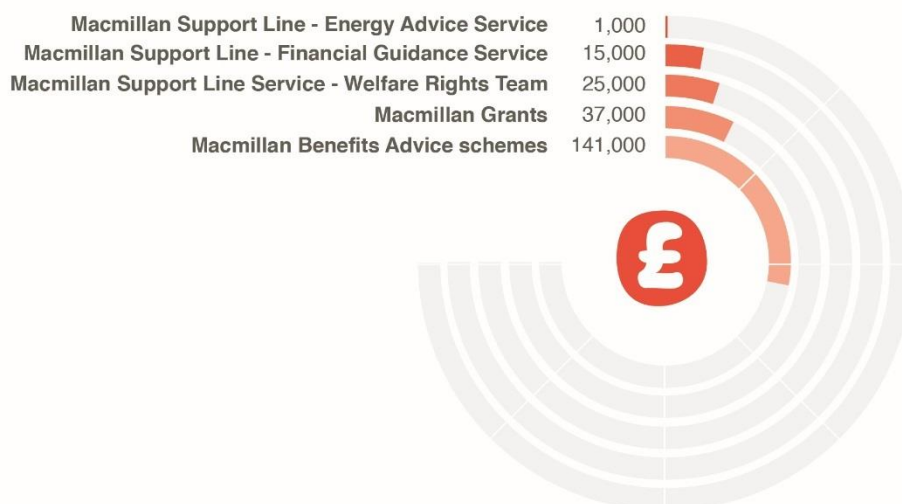 Macmillan Support Line - Energy Advice Service 1,000
Macmillan Support Line - Financial Guidance Service 15,000
Macmillan Support Line Service - Welfare Rights Team 25,000
Macmillan Grants 37,000
Macmillan Benefits Advice schemes 141,000
£